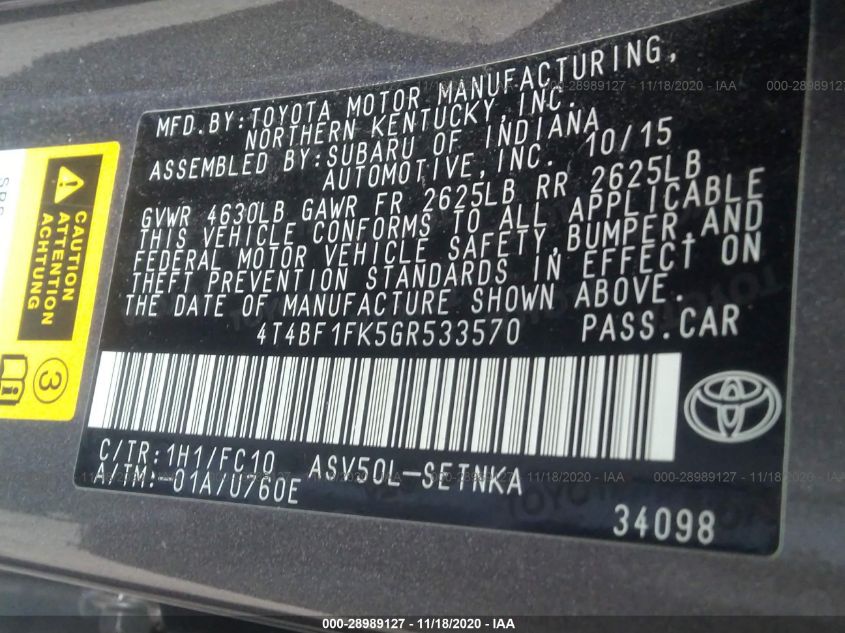 MFD.BY:TOYOTA MOTOR MANUFACTURING,
NORTHERN KENTUCKY,INC.
ASSEMBLED BY:SUBARU OF INDIANA
AUTOMOTIVE,INC. 10/15
GVWR 4630LB GAWR FR 2625LB RR 2625LB
THIS VEHICLE CONFORMS TO ALL APPLICABLE
FEDERAL MOTOR VEHICLE SAFETY,BUMPER,AND
THEFT PREVENTION STANDARDS IN EFFECT ON
THE DATE OF MANUFACTURE SHOWN ABOVE.
4T4BF1FK5GR533570 PASS.CAR
C/TR:1H1/FC10 ASV50L-SETNKA
A/TM:-01A/U760E
34098
CAUTION
ATTENTION
ACHTUNG
3
000-28989127 - 11/18/2020 - IAA